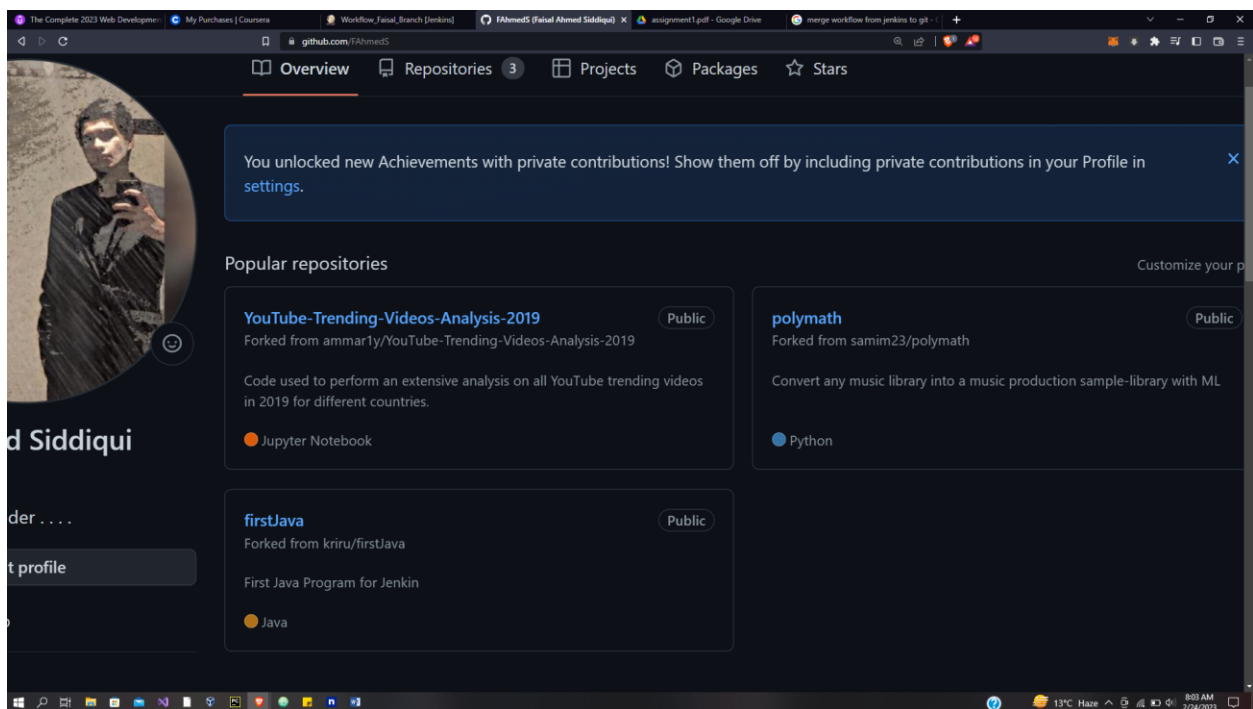 The Complete 2023 Web Developmen
My Purchases | Coursera
Workflow_Faisal_Branch [Jenkins]
FAhmedS (Faisal Ahmed Siddiqui)
assignment1.pdf - Google Drive
merge workflow from jenkins to git - G
github.com/FAhmedS
Overview
Repositories 3
Projects
Packages
Stars
You unlocked new Achievements with private contributions! Show them off by including private contributions in your Profile in
settings.
Popular repositories
Customize your p
YouTube-Trending-Videos-Analysis-2019
Public
Forked from ammar1y/YouTube-Trending-Videos-Analysis-2019
Code used to perform an extensive analysis on all YouTube trending videos
in 2019 for different countries.
Jupyter Notebook
polymath
Public
Forked from samim23/polymath
Convert any music library into a music production sample-library with ML
Python
d Siddiqui
der . . . .
t profile
firstJava
Public
Forked from kriru/firstJava
First Java Program for Jenkin
Java
13°C Haze
8:03 AM
2/24/2023